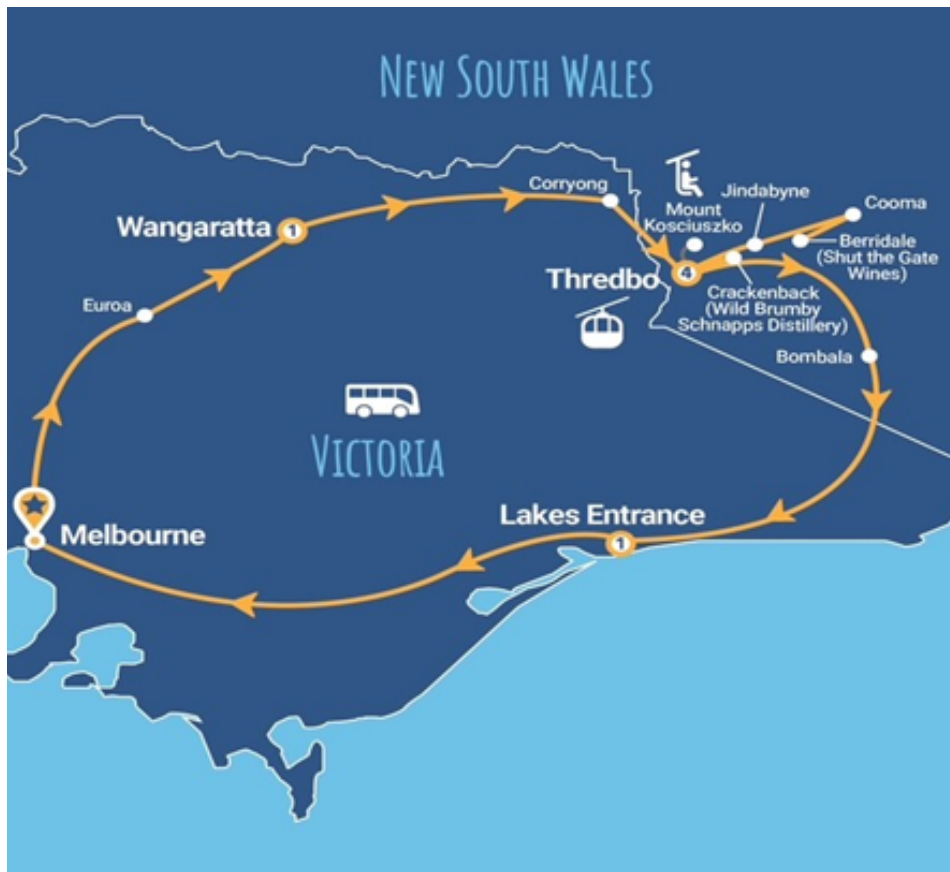 NEW SOUTH WALES
Corryong
Jindabyne
Mount
Kosciuszko
Cooma
Wangaratta
1
Berridale
(Shut the Gate
Wines)
Thredbo
4
Crackenback
(Wild Brumby
Schnapps Distillery)
Euroa
Bombala
VICTORIA
Lakes Entrance
1
Melbourne